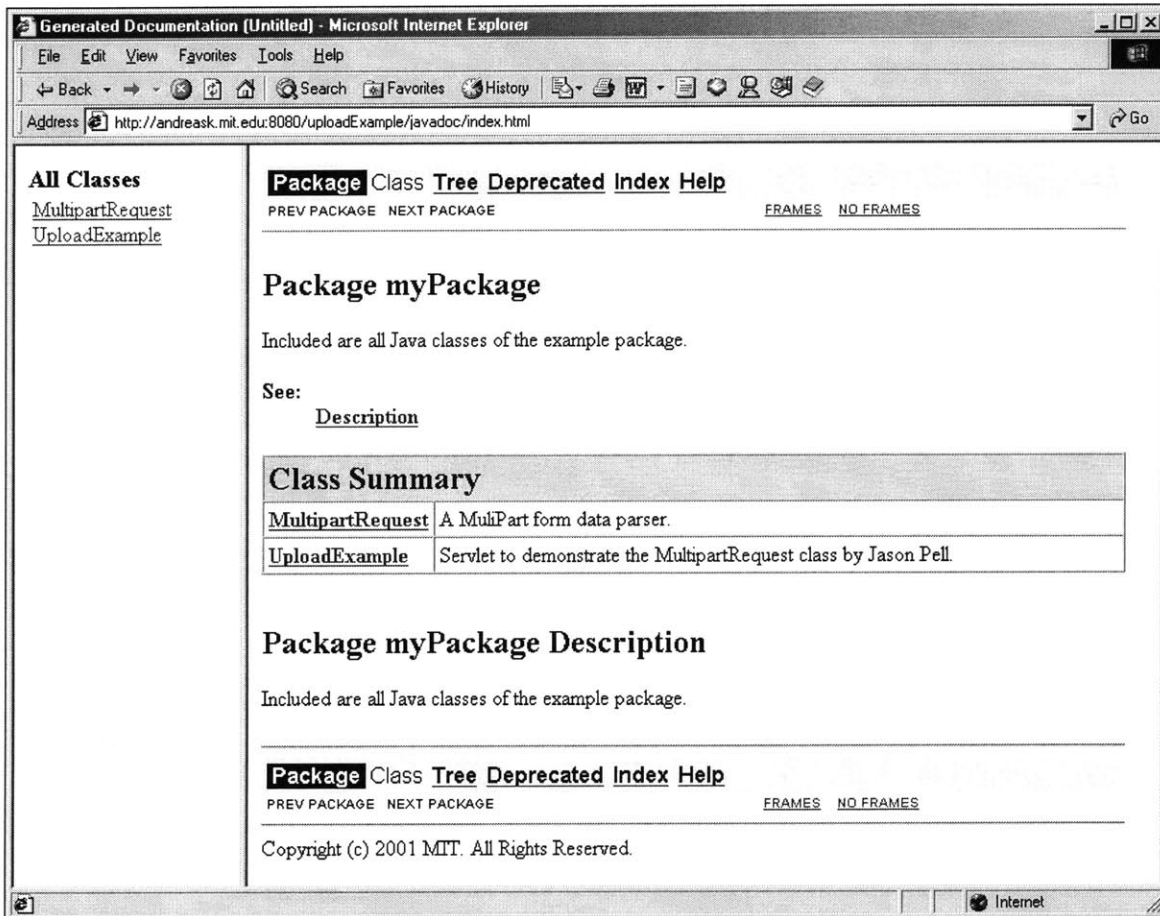 Generated Documentation (Untitled) - Microsoft Internet Explorer
File Edit View Favorites Tools Help
Back Search Favorites History
Address http://andreask.mit.edu:8080/uploadExample/javadoc/index.html Go
All Classes
MultipartRequest
UploadExample
Package Class Tree Deprecated Index Help
PREV PACKAGE NEXT PACKAGE FRAMES NO FRAMES
Package myPackage
Included are all Java classes of the example package.
See:
Description
Class Summary
MultipartRequest A MuliPart form data parser.
UploadExample Servlet to demonstrate the MultipartRequest class by Jason Pell.
Package myPackage Description
Included are all Java classes of the example package.
Package Class Tree Deprecated Index Help
PREV PACKAGE NEXT PACKAGE FRAMES NO FRAMES
Copyright (c) 2001 MIT. All Rights Reserved.
Internet